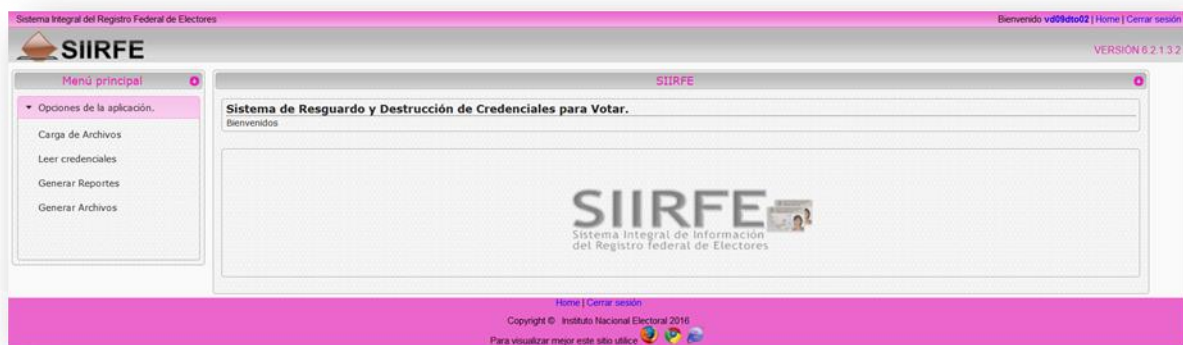 Sistema Integral del Registro Federal de Electores
Bienvenido vd09dto02 | Home | Cerrar sesión
SIIRFE
VERSIÓN 6.2.1.3.2
Menú principal
SIIRFE
Opciones de la aplicación.
Carga de Archivos
Leer credenciales
Generar Reportes
Generar Archivos
Sistema de Resguardo y Destrucción de Credenciales para Votar.
Bienvenidos
SIIRFE
Sistema Integral de Información
del Registro federal de Electores
Home | Cerrar sesión
Copyright © Instituto Nacional Electoral 2016
Para visualizar mejor este sitio utilice